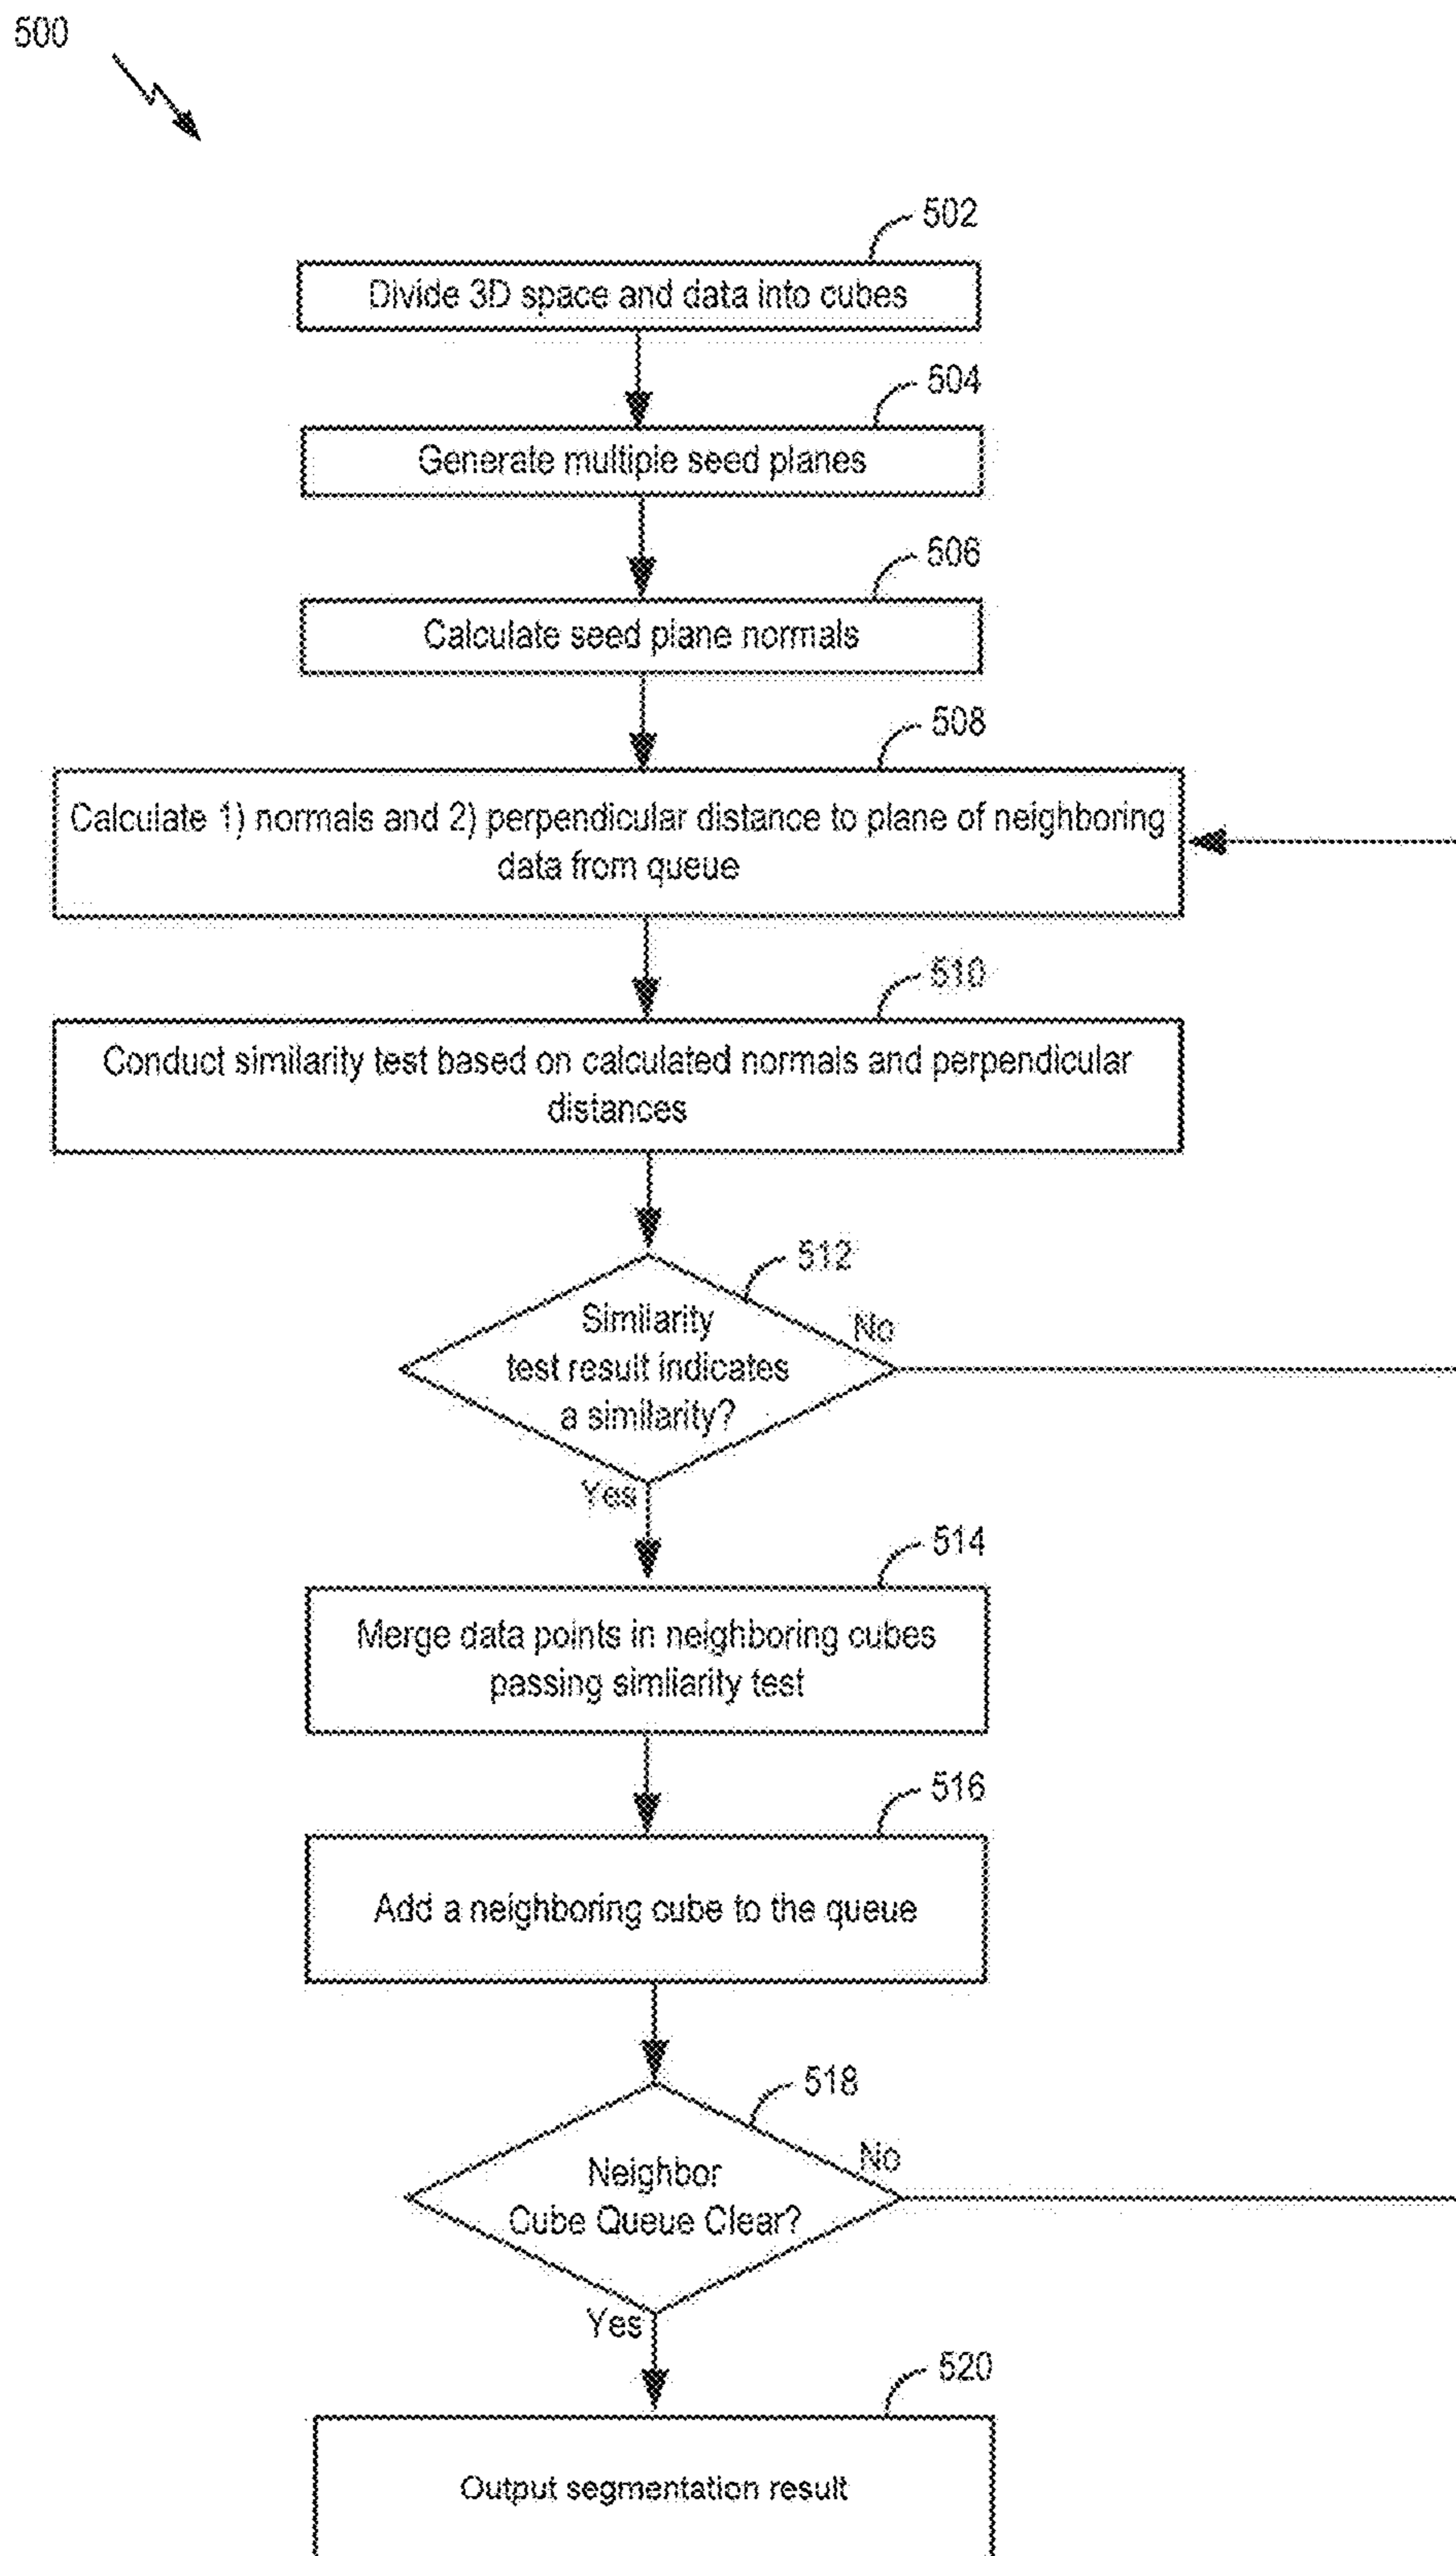 500
502
Divide 3D space and data into cubes
504
Generate multiple seed planes
506
Calculate seed plane normals
508
Calculate 1) normals and 2) perpendicular distance to plane of neighboring
data from queue
510
Conduct similarity test based on calculated normals and perpendicular
distances
512
Similarity
test result indicates
a similarity?
No
Yes
514
Merge data points in neighboring cubes
passing similarity test
516
Add a neighboring cube to the queue
518
Neighbor
Cube Queue Clear?
No
Yes
520
Output segmentation result